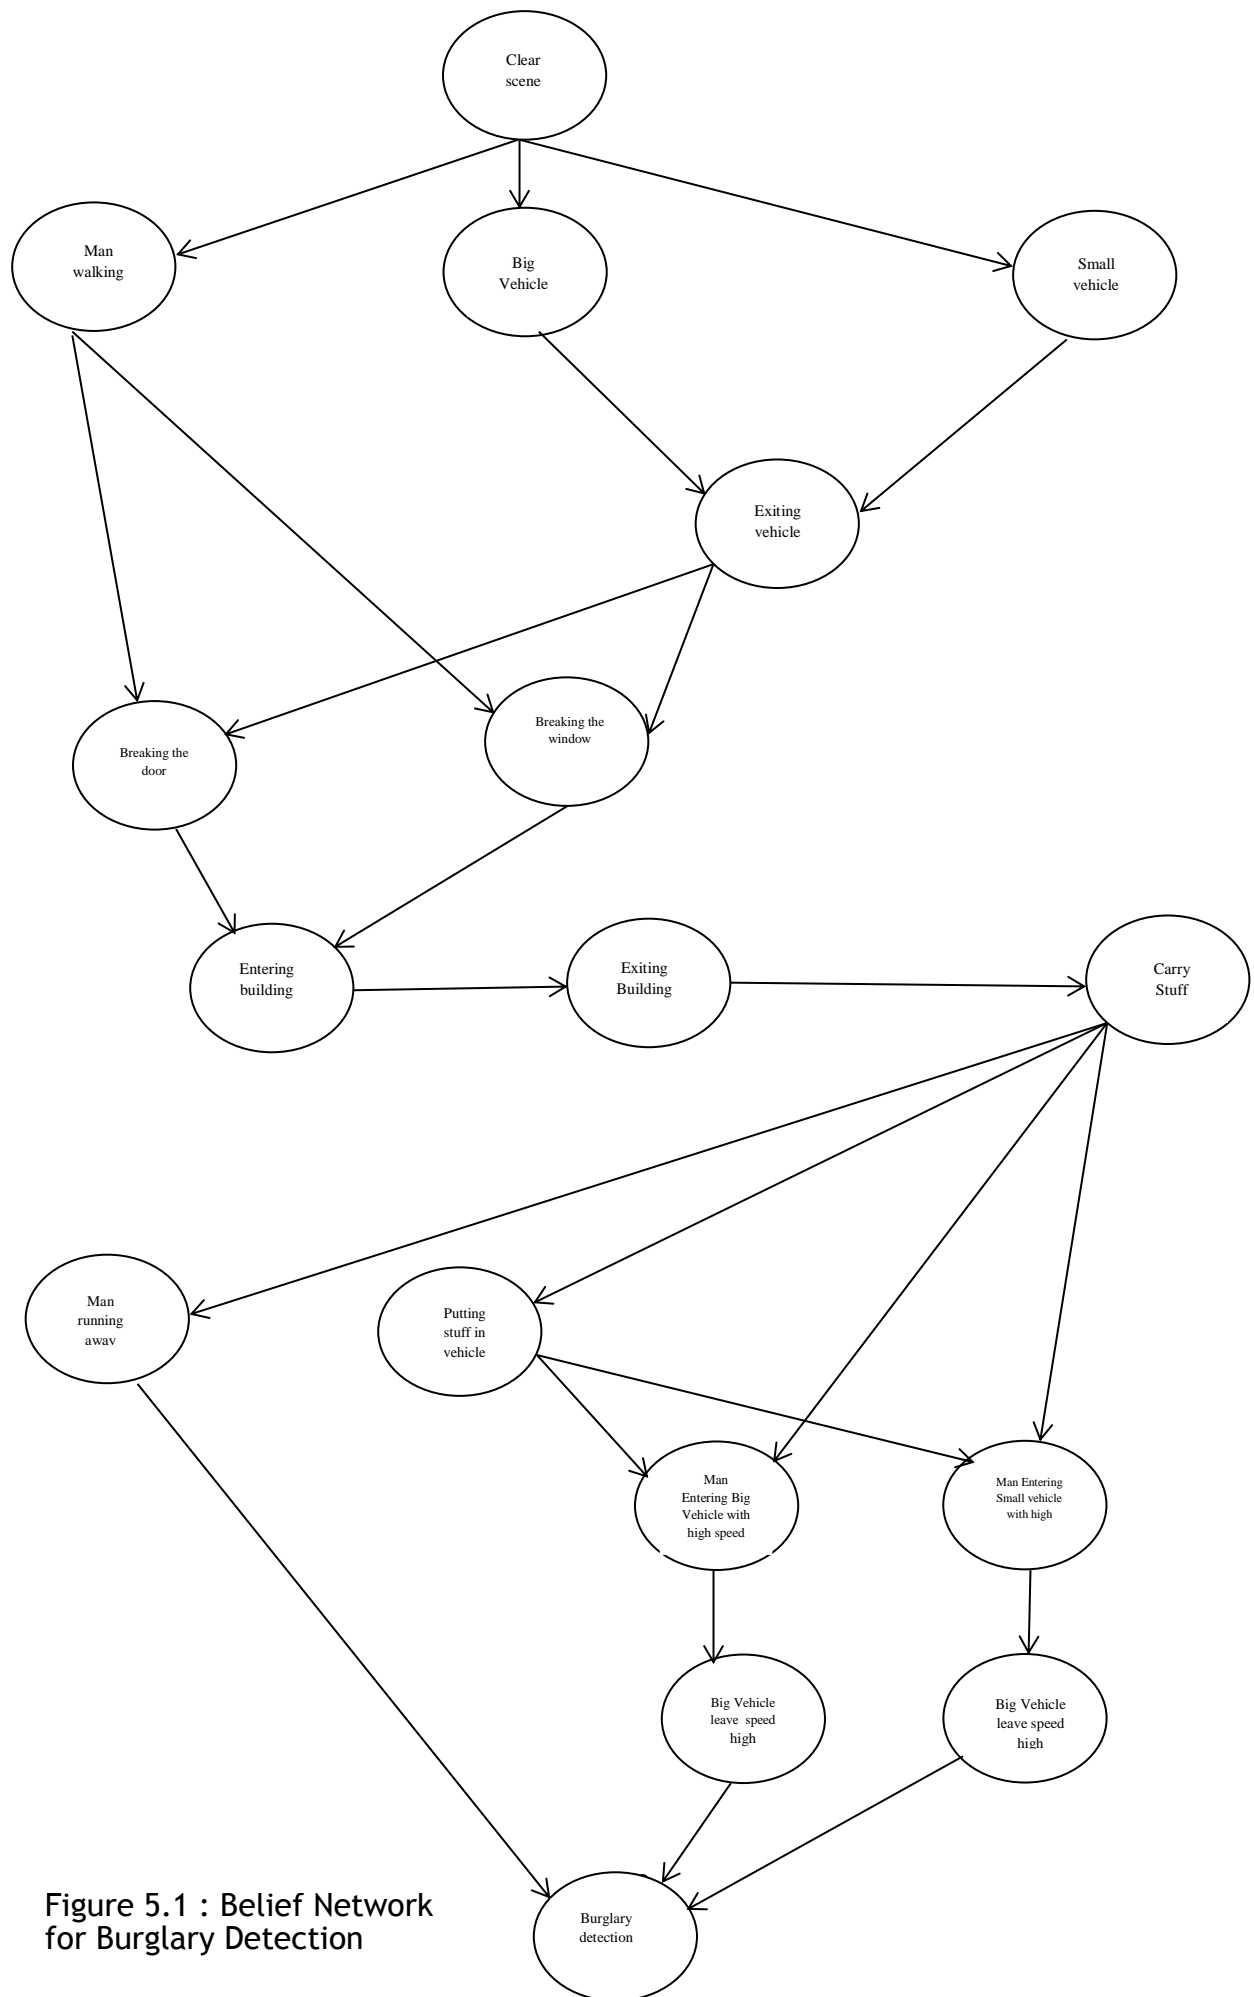 Clear
scene
Man
walking
Big
Vehicle
Small
vehicle
Exiting
vehicle
Breaking the
door
Breaking the
window
Entering
building
Exiting
Building
Carry
Stuff
Man
running
away
Putting
stuff in
vehicle
Man
Entering Big
Vehicle with
high speed
Man Entering
Small vehicle
with high
Big Vehicle
leave speed
high
Big Vehicle
leave speed
high
Burglary
detection
Figure 5.1 : Belief Network
for Burglary Detection